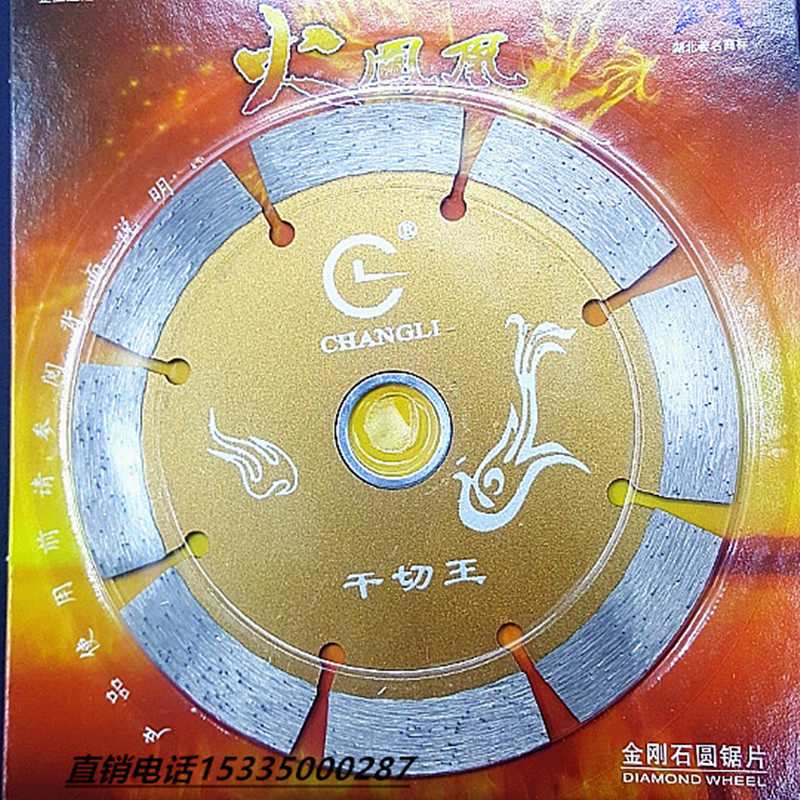 火凤凰
湖北著名商标
®
CHANGLI
干切王
使用前请参阅背面说明
直销电话15335000287
金刚石圆锯片
DIAMOND WHEEL